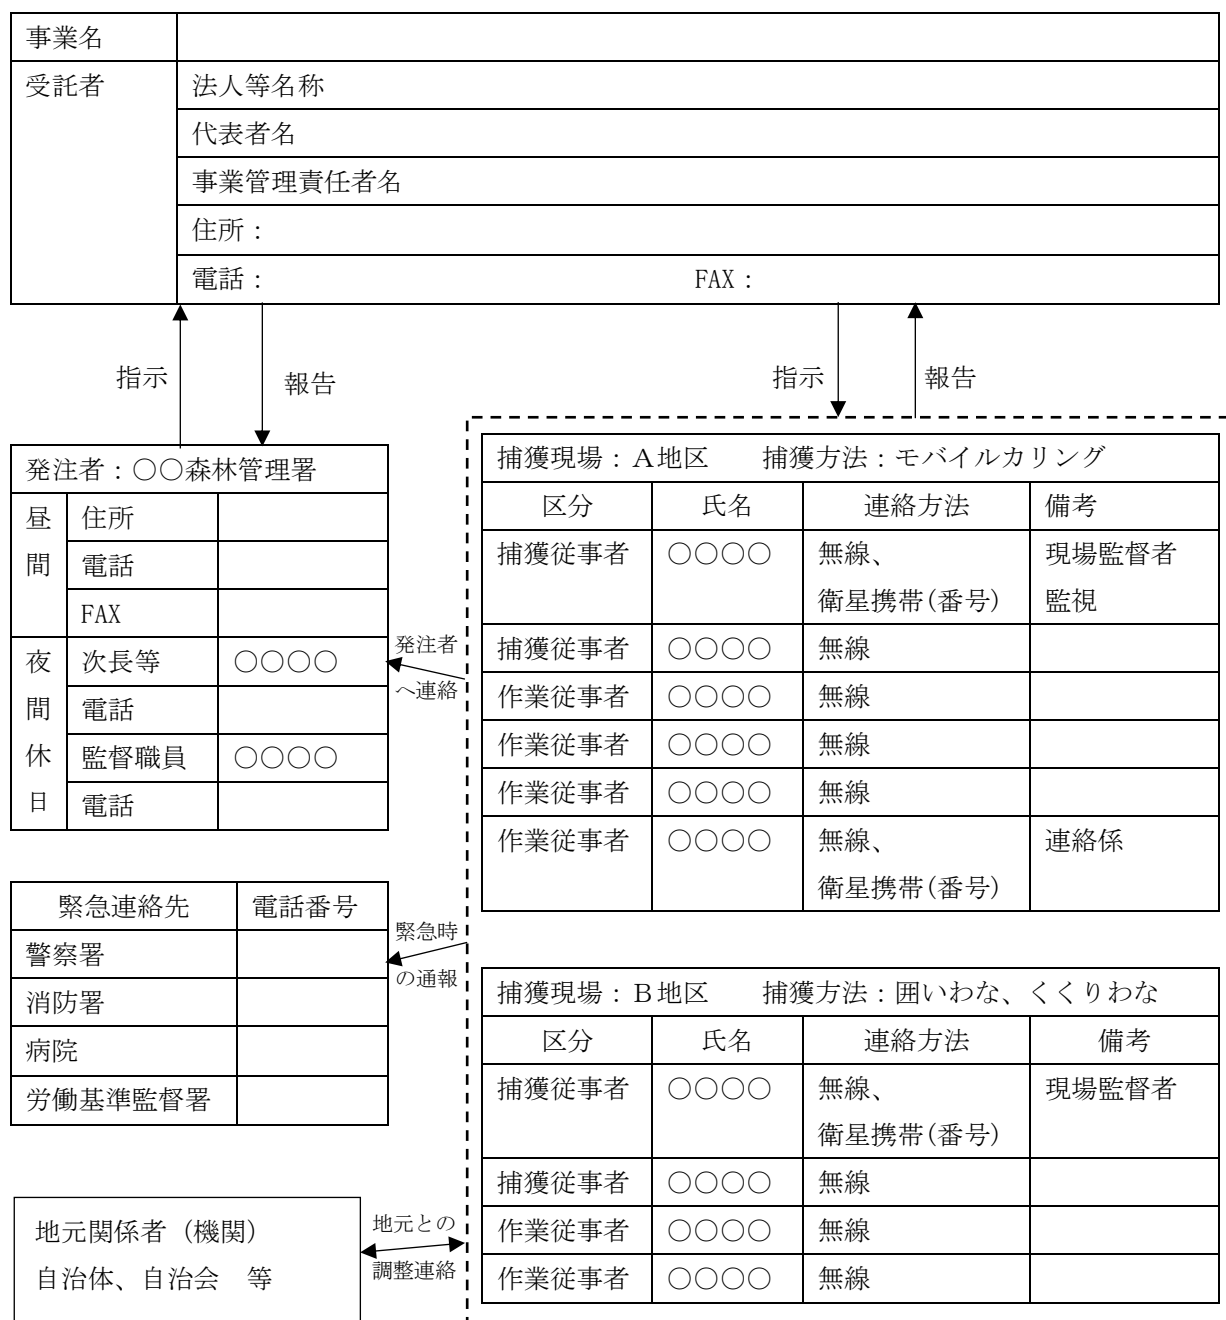 事業名
受託者
法人等名称
代表者名
事業管理責任者名
住所：
電話： FAX：
指示
報告
指示
報告
発注者：○○森林管理署
昼間
住所
電話
FAX
夜間休日
次長等 ○○○○
電話
監督職員 ○○○○
電話
発注者
へ連絡
緊急連絡先 電話番号
警察署
消防署
病院
労働基準監督署
緊急時
の通報
地元関係者（機関）
自治体、自治会　等
地元との
調整連絡
捕獲現場：Ａ地区　　捕獲方法：モバイルカリング
区分 氏名 連絡方法 備考
捕獲従事者 ○○○○ 無線、 現場監督者
衛星携帯(番号) 監視
捕獲従事者 ○○○○ 無線
作業従事者 ○○○○ 無線
作業従事者 ○○○○ 無線
作業従事者 ○○○○ 無線
作業従事者 ○○○○ 無線、 連絡係
衛星携帯(番号)
捕獲現場：Ｂ地区　　捕獲方法：囲いわな、くくりわな
区分 氏名 連絡方法 備考
捕獲従事者 ○○○○ 無線、 現場監督者
衛星携帯(番号)
捕獲従事者 ○○○○ 無線
作業従事者 ○○○○ 無線
作業従事者 ○○○○ 無線